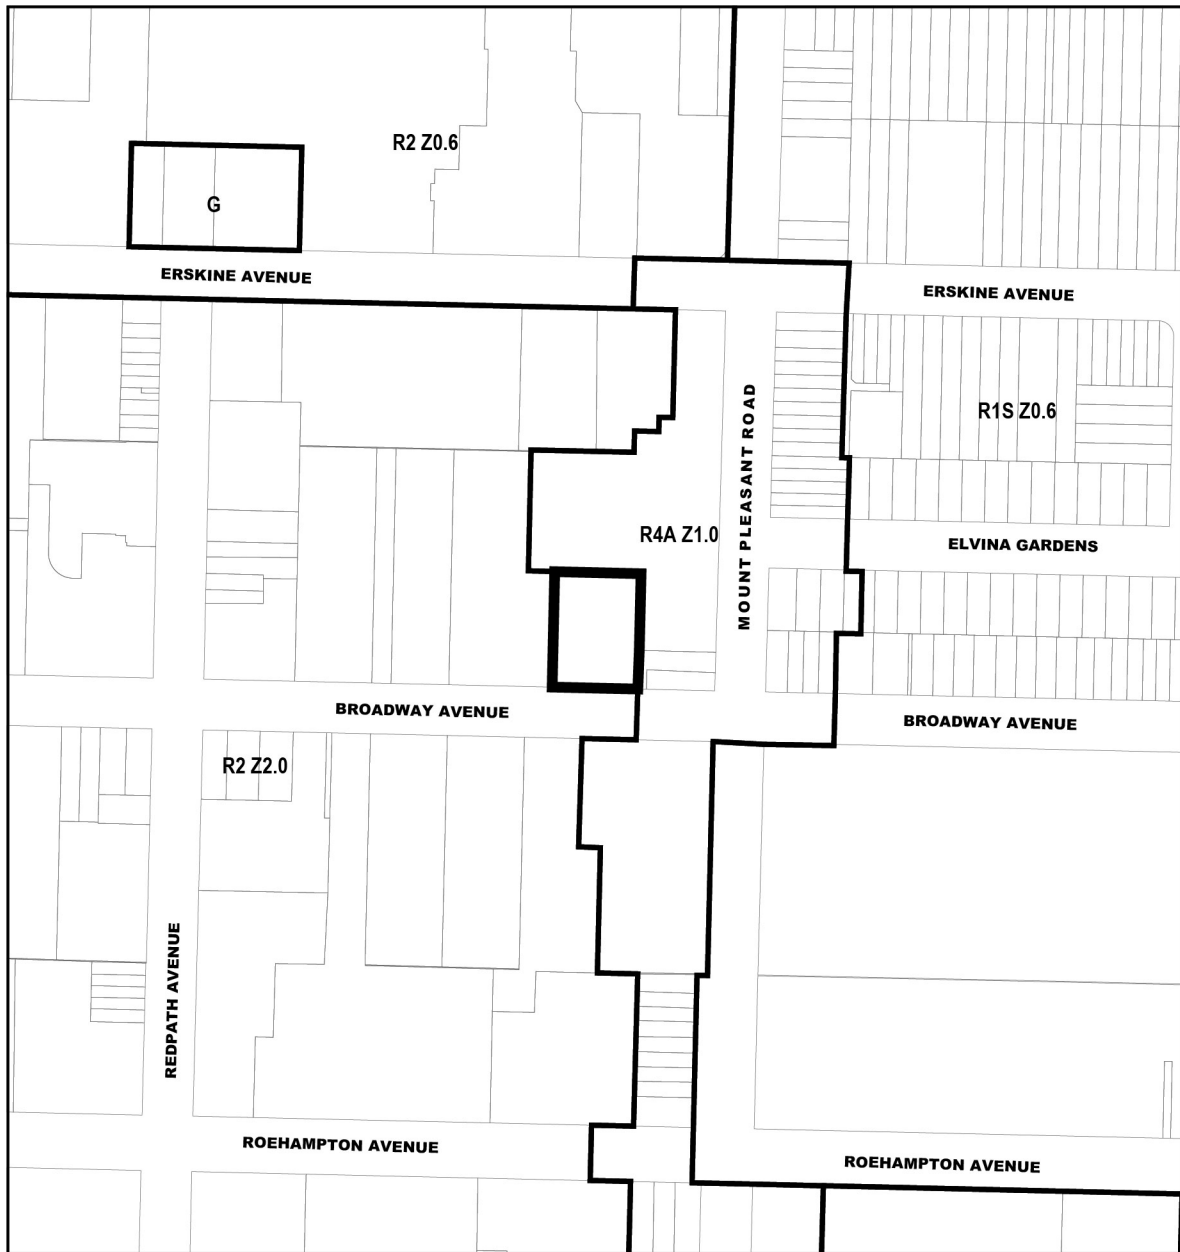 R2 Z0.6
G
ERSKINE AVENUE
ERSKINE AVENUE
MOUNT PLEASANT ROAD
R1S Z0.6
R4A Z1.0
ELVINA GARDENS
BROADWAY AVENUE
BROADWAY AVENUE
R2 Z2.0
REDPATH AVENUE
ROEHAMPTON AVENUE
ROEHAMPTON AVENUE